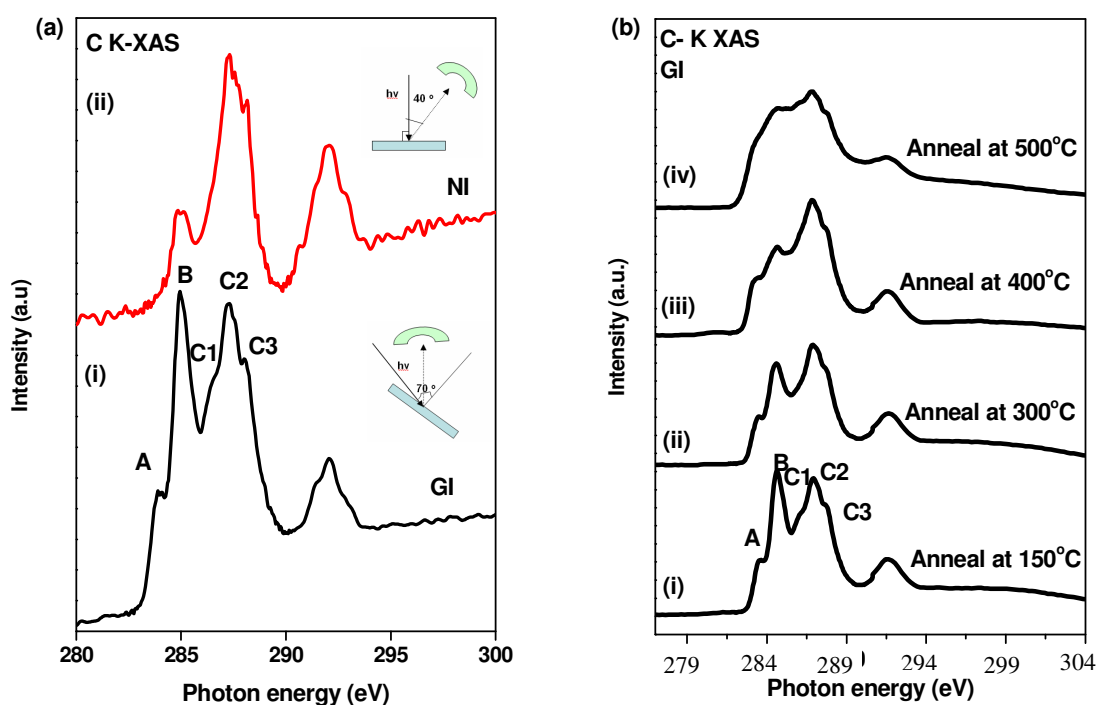 (a)
C K-XAS
(ii)
hν
40 °
NI
B
C2
C1
C3
(i)
hν
70 °
A
GI
Intensity (a.u)
280 285 290 295 300
Photon energy (eV)
(b)
C- K XAS
GI
Anneal at 500°C
(iv)
Anneal at 400°C
(iii)
Anneal at 300°C
(ii)
B
C1
C2
C3
A
Anneal at 150°C
(i)
Intensity (a.u.)
279 284 289 294 299 304
Photon energy (eV)